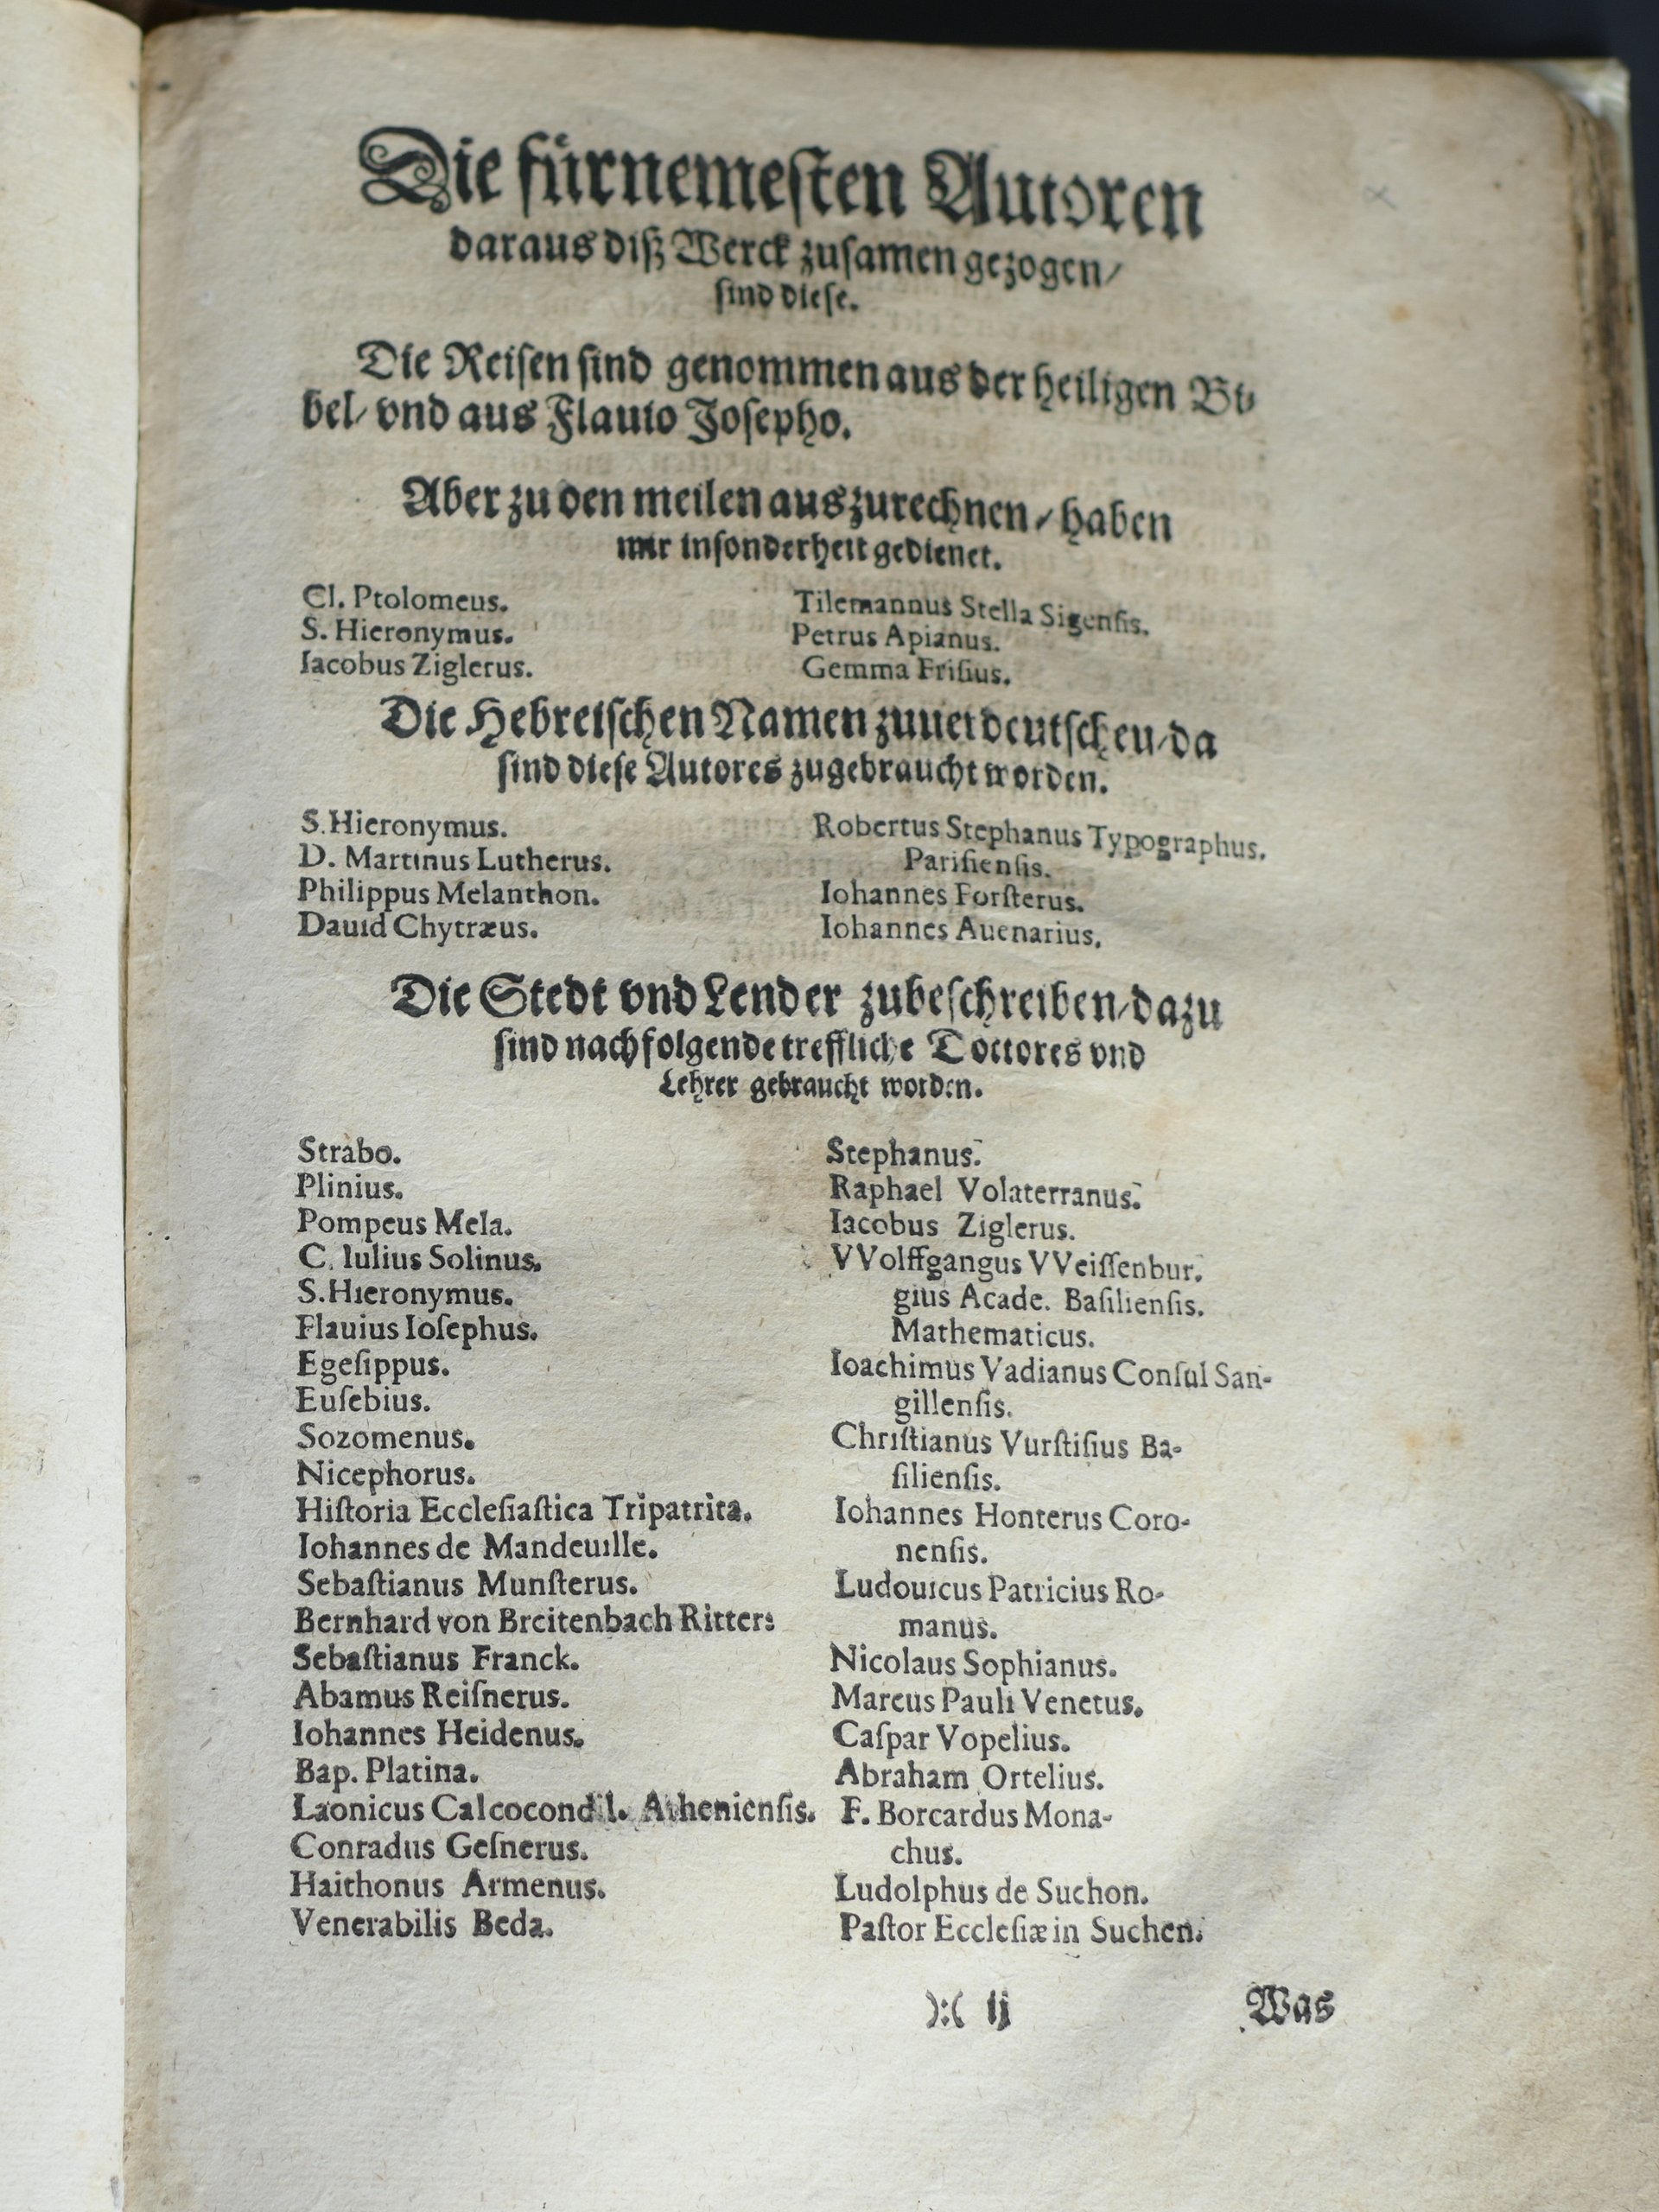 Die fürnemesten Autoren
daraus diß Werck zusamen gezogen/
sind diese.
Die Reisen sind genommen aus der heiligen Bi-
bel/ vnd aus Flauio Josepho.
Aber zu den meilen auszurechnen/ haben
mir insonderheit gedienet.
Cl. Ptolomeus.
S. Hieronymus.
Iacobus Ziglerus.
Tilemannus Stella Sigenſis.
Petrus Apianus.
Gemma Friſius.
Die Hebreischen Namen zuuerdeutschen/ da
sind diese Autores zugebraucht worden.
S. Hieronymus.
D. Martinus Lutherus.
Philippus Melanthon.
Dauid Chytræus.
Robertus Stephanus Typographus.
Pariſienſis.
Iohannes Forſterus.
Iohannes Auenarius.
Die Stedt vnd Lender zubeschreiben/ dazu
sind nachfolgende treffliche Doctores vnd
Lehrer gebraucht worden.
Strabo.
Plinius.
Pompeus Mela.
C. Iulius Solinus.
S. Hieronymus.
Flauius Ioſephus.
Egeſippus.
Euſebius.
Sozomenus.
Nicephorus.
Hiſtoria Eccleſiaſtica Tripatrita.
Iohannes de Mandeuille.
Sebaſtianus Munſterus.
Bernhard von Breitenbach Ritter:
Sebaſtianus Franck.
Abamus Reiſnerus.
Iohannes Heidenus.
Bap. Platina.
Laonicus Calcocondil. Athenienſis.
Conradus Geſnerus.
Haithonus Armenus.
Venerabilis Beda.
Stephanus.
Raphael Volaterranus.
Iacobus Ziglerus.
VVolffgangus VVeiſſenbur.
gius Acade. Baſilienſis.
Mathematicus.
Ioachimus Vadianus Conſul San-
gillenſis.
Chriſtianus Vurſtiſius Ba-
ſilienſis.
Iohannes Honterus Coro-
nenſis.
Ludouicus Patricius Ro-
manus.
Nicolaus Sophianus.
Marcus Pauli Venetus.
Caſpar Vopelius.
Abraham Ortelius.
F. Borcardus Mona-
chus.
Ludolphus de Suchon.
Paſtor Eccleſiæ in Suchen.
):( ij
Was